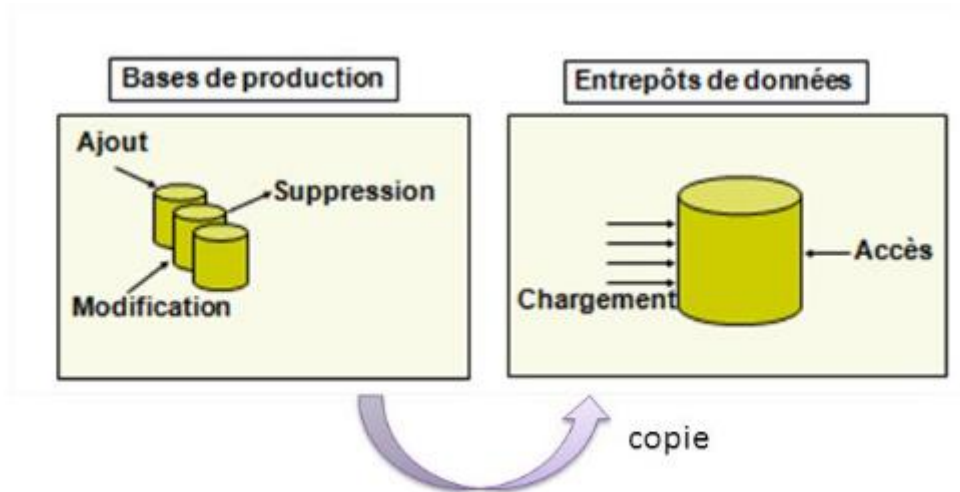 Bases de production
Entrepôts de données
Ajout
Suppression
Modification
Chargement
Accès
copie